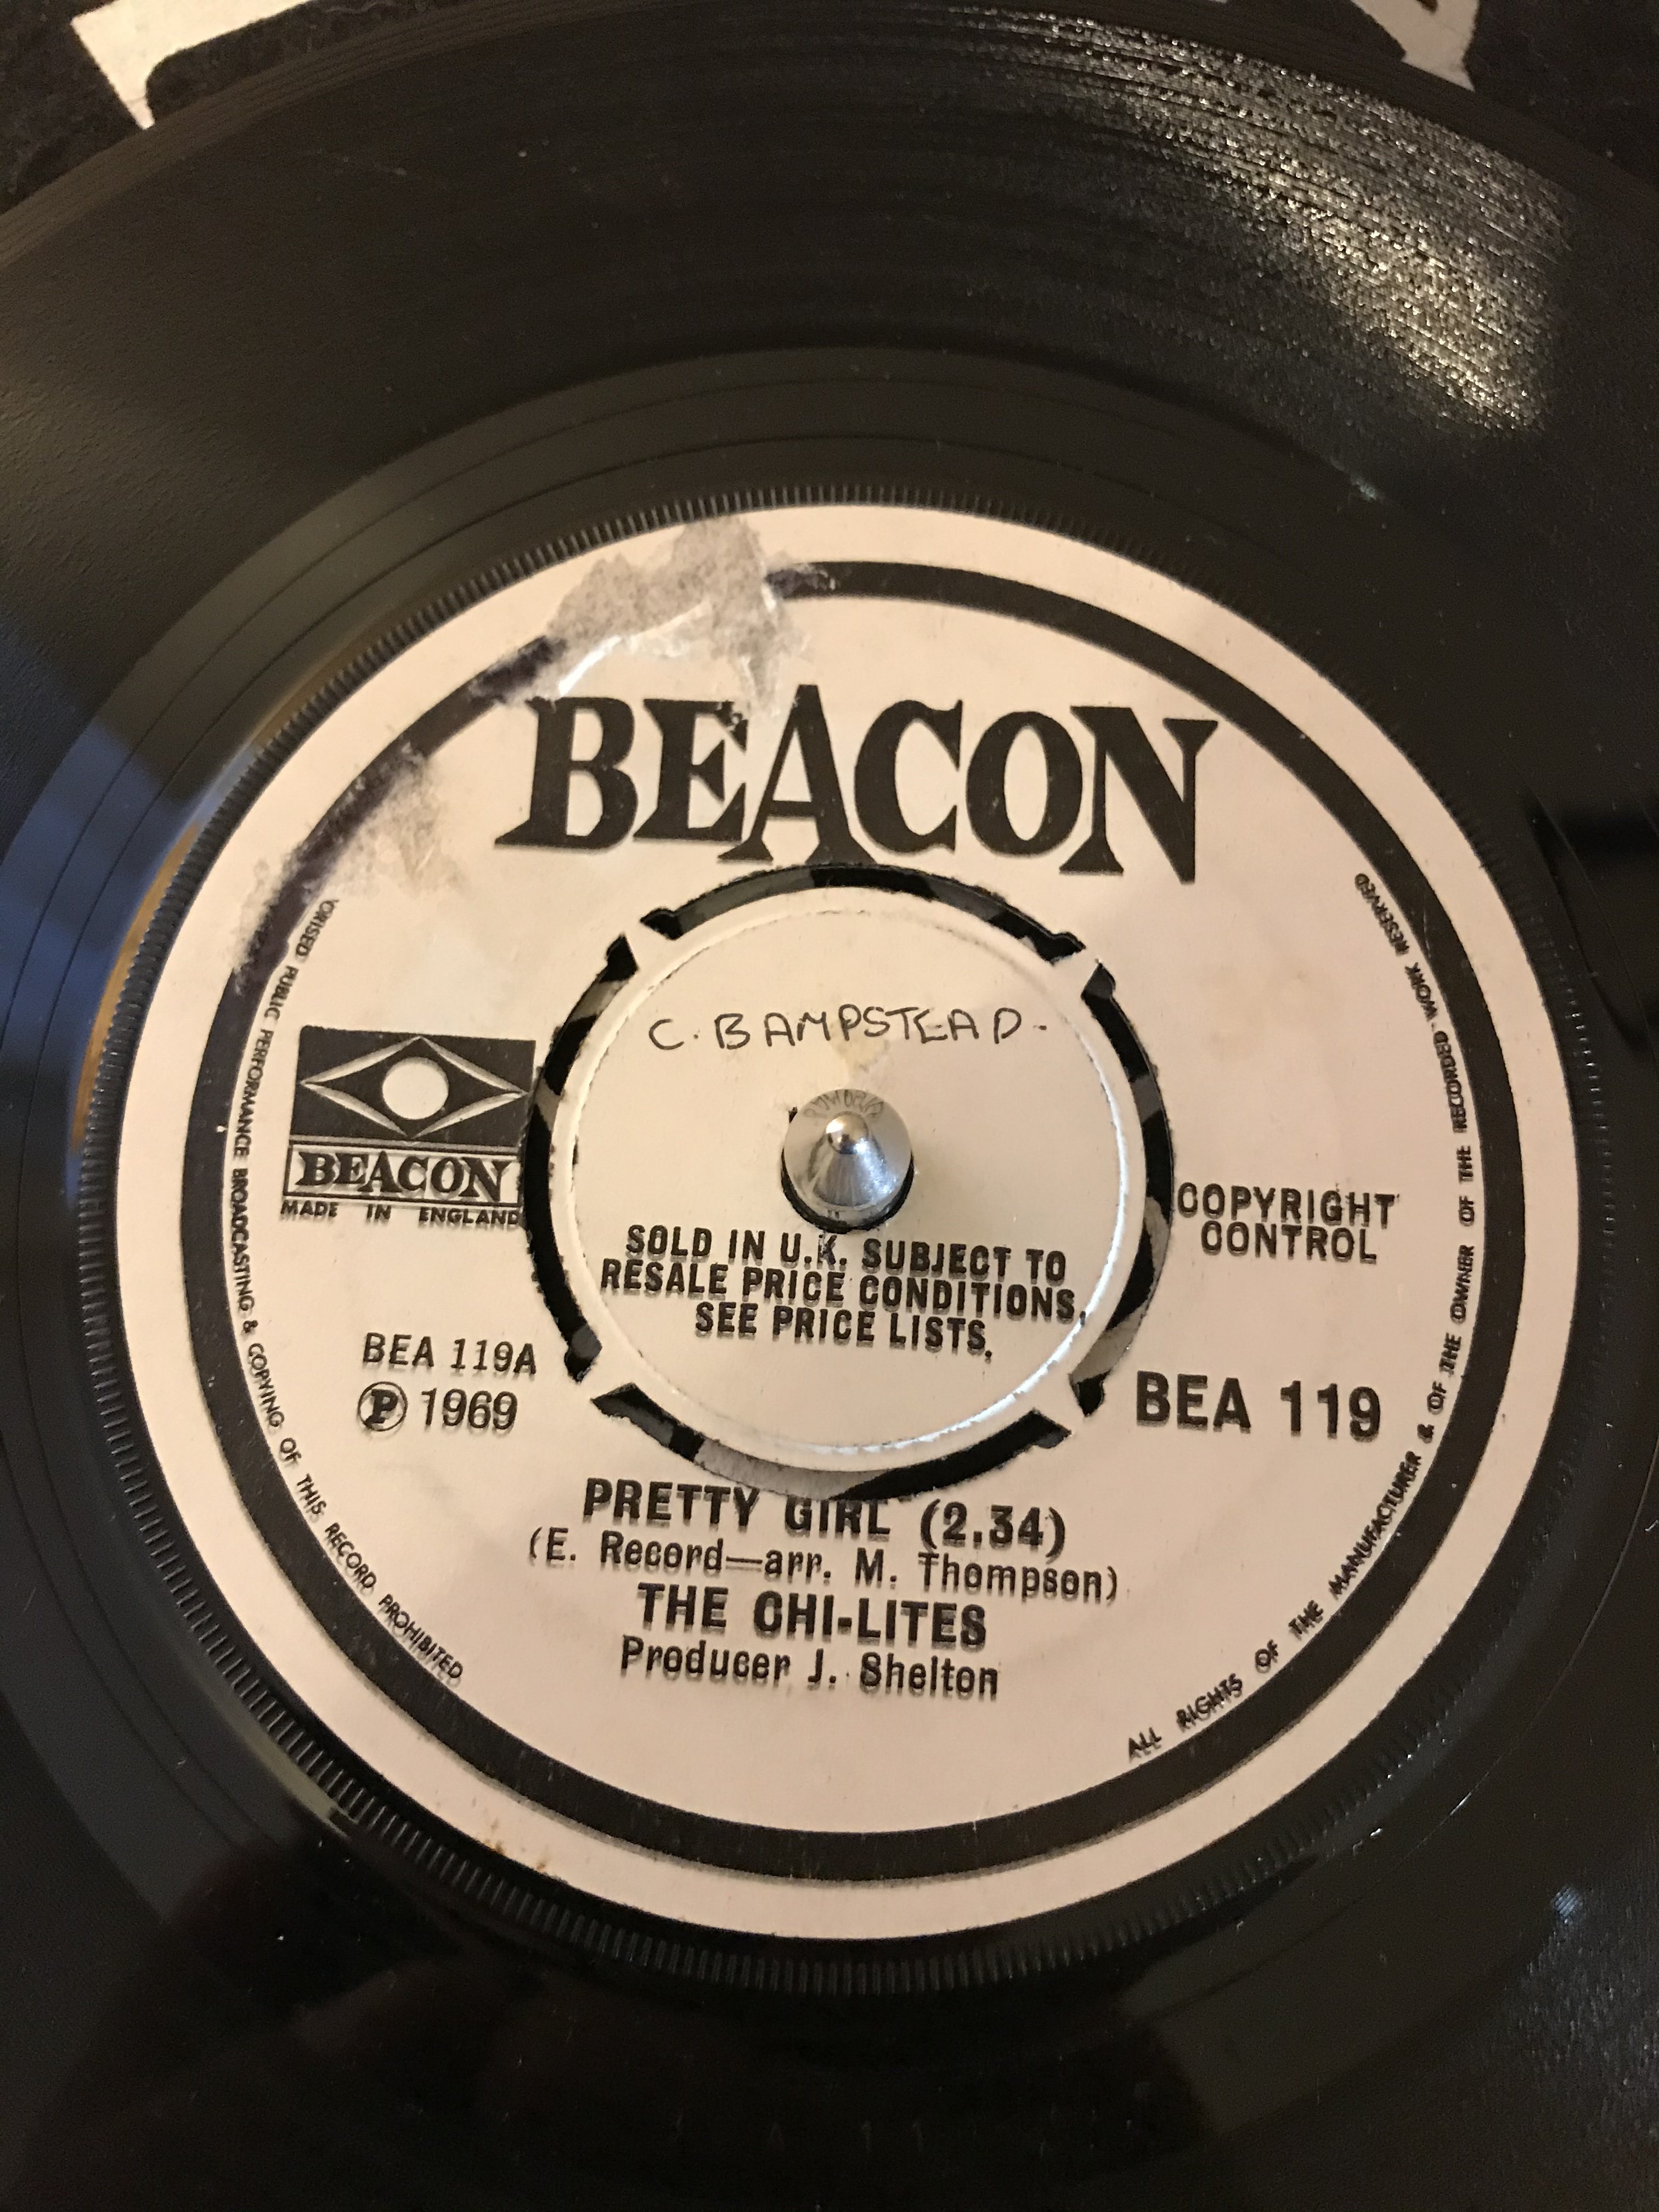 BEACON
C. BAMPSTEAD.
BEACON
MADE IN ENGLAND
SOLD IN U.K. SUBJECT TO
RESALE PRICE CONDITIONS.
SEE PRICE LISTS.
COPYRIGHT
CONTROL
BEA 119A
Ⓟ 1969
BEA 119
PRETTY GIRL (2.34)
(E. Record—arr. M. Thompson)
THE CHI-LITES
Producer J. Shelton
ORISED PUBLIC PERFORMANCE BROADCASTING & COPYING OF THIS RECORD PROHIBITED
ALL RIGHTS OF THE MANUFACTURER & OF THE OWNER OF THE RECORDED WORK RESERVED